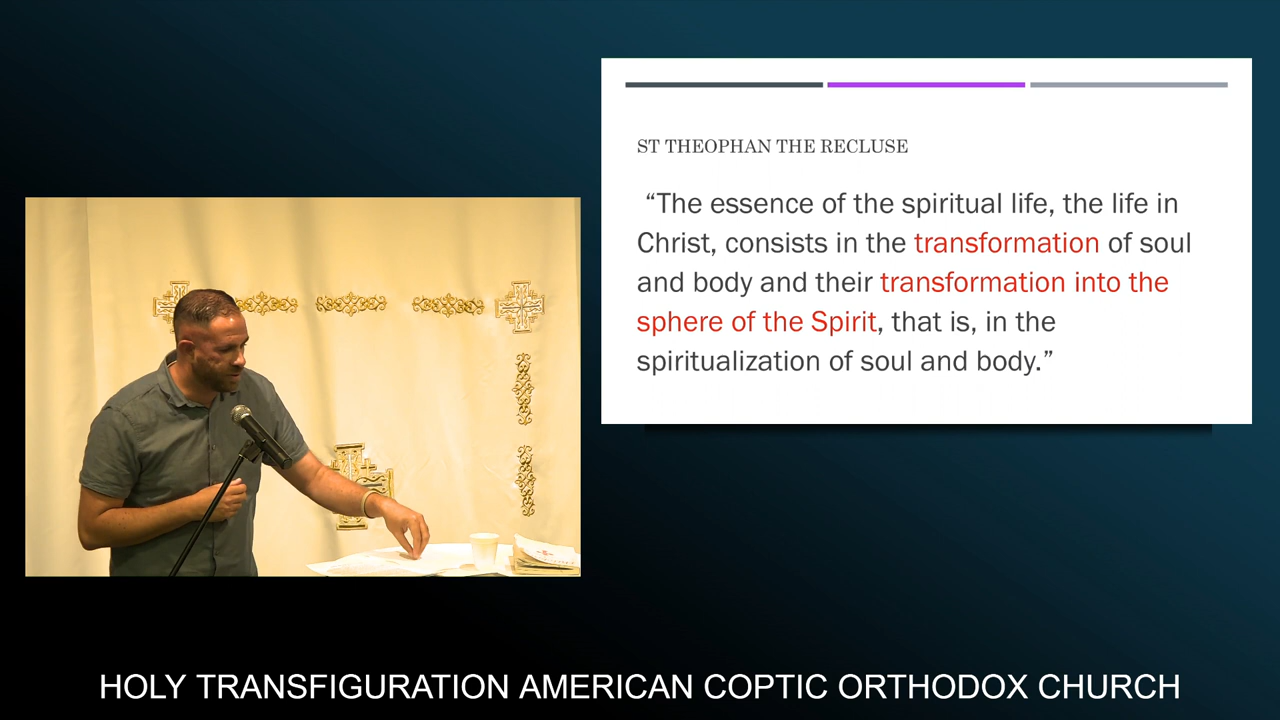 ST THEOPHAN THE RECLUSE
“The essence of the spiritual life, the life in
Christ, consists in the transformation of soul
and body and their transformation into the
sphere of the Spirit, that is, in the
spiritualization of soul and body.”
HOLY TRANSFIGURATION AMERICAN COPTIC ORTHODOX CHURCH